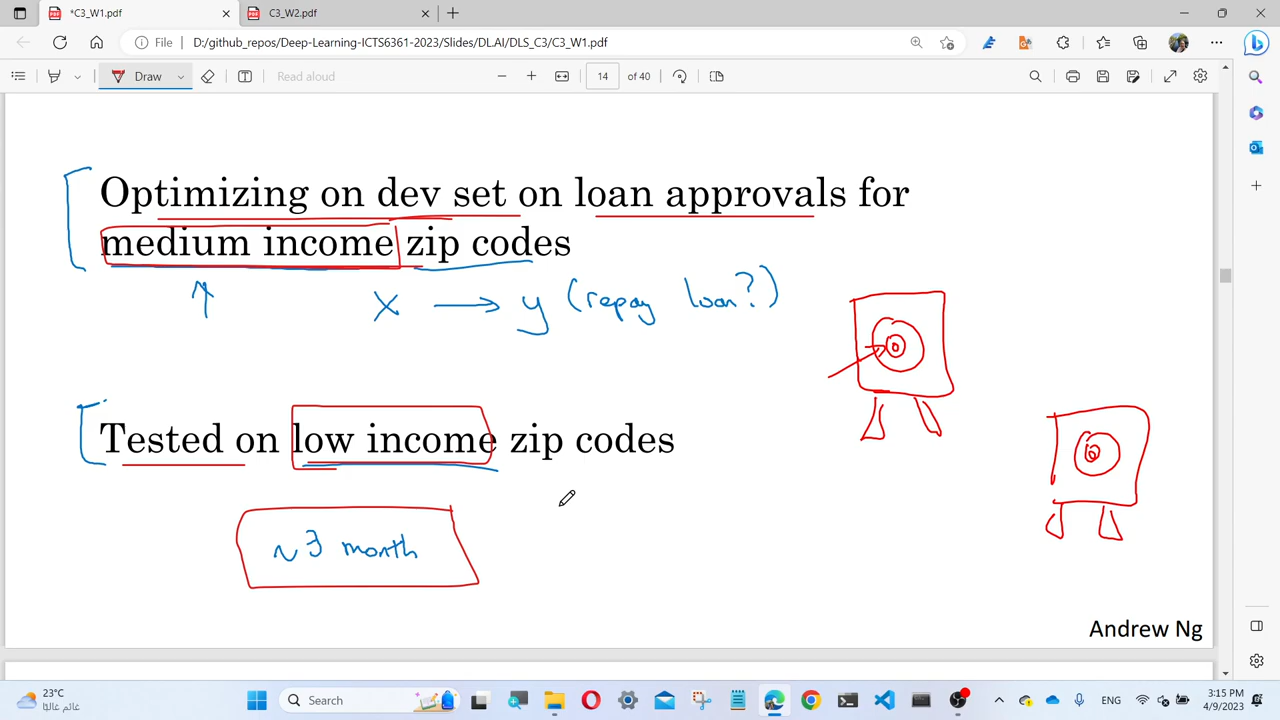 *C3_W1.pdf
C3_W2.pdf
File
D:/github_repos/Deep-Learning-ICTS6361-2023/Slides/DL.AI/DLS_C3/C3_W1.pdf
Draw
Read aloud
14
of 40
Optimizing on dev set on loan approvals for
medium income zip codes
x → y (repay loan?)
Tested on low income zip codes
~3 month
Andrew Ng
23°C
غالبًا غائم
Search
ENG
3:15 PM
4/9/2023